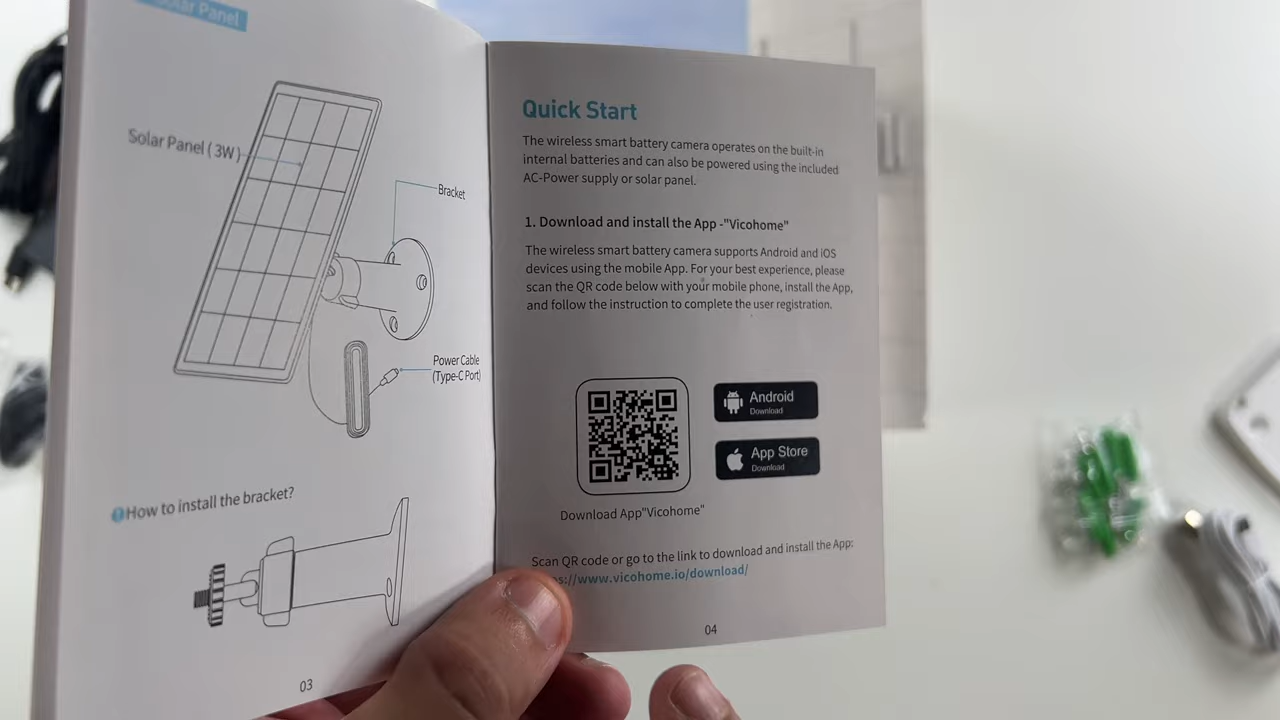 Solar Panel
Solar Panel ( 3W )
Bracket
Power Cable
(Type-C Port)
How to install the bracket?
03
Quick Start
The wireless smart battery camera operates on the built-in
internal batteries and can also be powered using the included
AC-Power supply or solar panel.
1. Download and install the App -"Vicohome"
The wireless smart battery camera supports Android and iOS
devices using the mobile App. For your best experience, please
scan the QR code below with your mobile phone, install the App,
and follow the instruction to complete the user registration.
Android
Download
App Store
Download
Download App"Vicohome"
Scan QR code or go to the link to download and install the App:
s://www.vicohome.io/download/
04